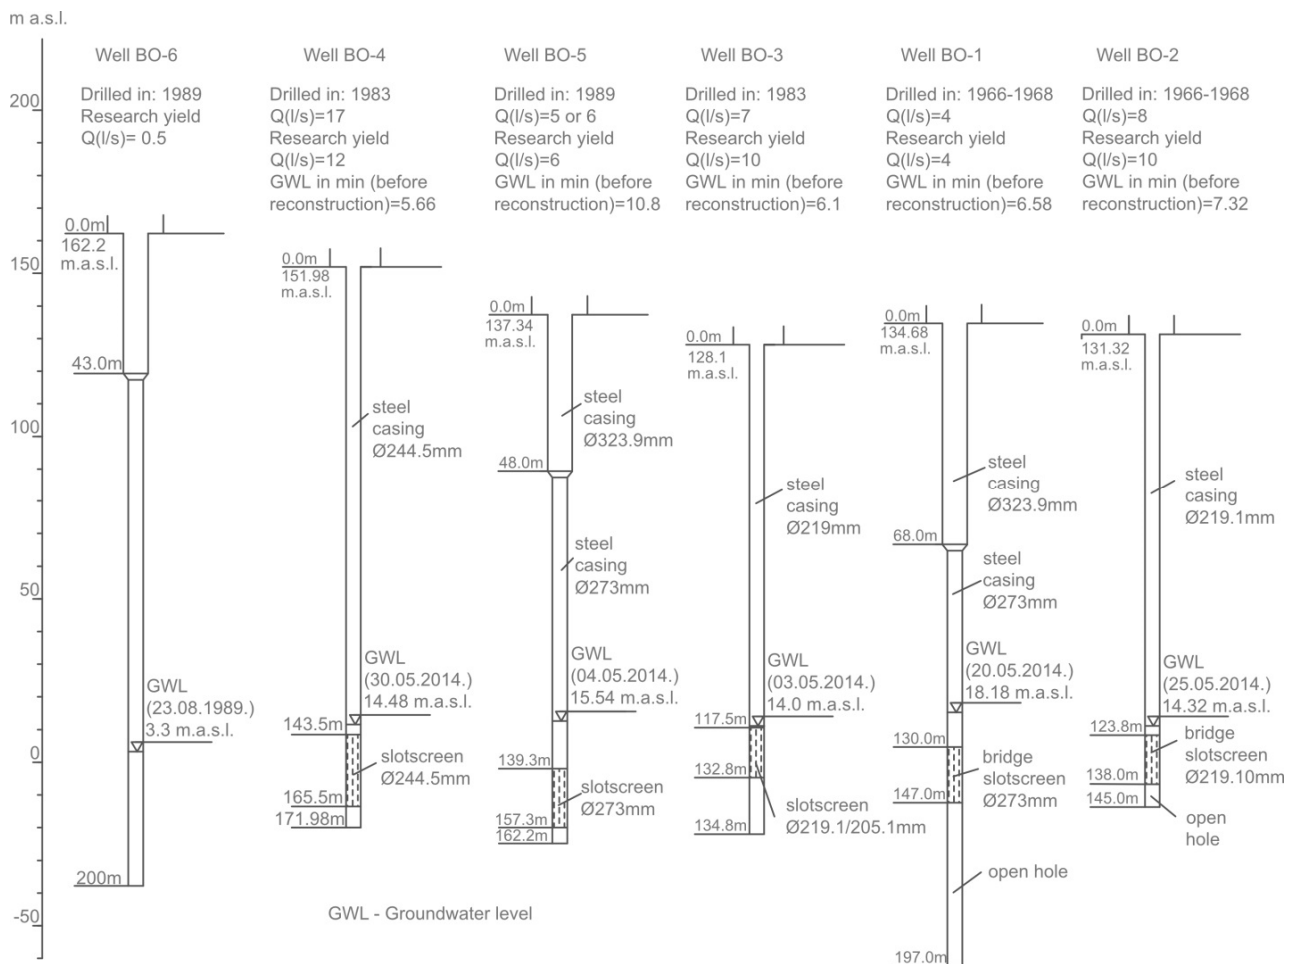 m a.s.l.
200
150
100
50
0
-50
Well BO-6
Drilled in: 1989
Research yield
Q(l/s)= 0.5
0.0m
162.2
m.a.s.l.
43.0m
GWL
(23.08.1989.)
3.3 m.a.s.l.
200m
Well BO-4
Drilled in: 1983
Q(l/s)=17
Research yield
Q(l/s)=12
GWL in min (before
reconstruction)=5.66
0.0m
151.98
m.a.s.l.
steel
casing
Ø244.5mm
GWL
(30.05.2014.)
14.48 m.a.s.l.
143.5m
slotscreen
Ø244.5mm
165.5m
171.98m
Well BO-5
Drilled in: 1989
Q(l/s)=5 or 6
Research yield
Q(l/s)=6
GWL in min (before
reconstruction)=10.8
0.0m
137.34
m.a.s.l.
steel
casing
Ø323.9mm
48.0m
steel
casing
Ø273mm
GWL
(04.05.2014.)
15.54 m.a.s.l.
139.3m
slotscreen
Ø273mm
157.3m
162.2m
Well BO-3
Drilled in: 1983
Q(l/s)=7
Research yield
Q(l/s)=10
GWL in min (before
reconstruction)=6.1
0.0m
128.1
m.a.s.l.
steel
casing
Ø219mm
GWL
(03.05.2014.)
14.0 m.a.s.l.
117.5m
132.8m
slotscreen
Ø219.1/205.1mm
134.8m
Well BO-1
Drilled in: 1966-1968
Q(l/s)=4
Research yield
Q(l/s)=4
GWL in min (before
reconstruction)=6.58
0.0m
134.68
m.a.s.l.
steel
casing
Ø323.9mm
68.0m
steel
casing
Ø273mm
GWL
(20.05.2014.)
18.18 m.a.s.l.
130.0m
bridge
slotscreen
Ø273mm
147.0m
open hole
197.0m
Well BO-2
Drilled in: 1966-1968
Q(l/s)=8
Research yield
Q(l/s)=10
GWL in min (before
reconstruction)=7.32
0.0m
131.32
m.a.s.l.
steel
casing
Ø219.1mm
GWL
(25.05.2014.)
14.32 m.a.s.l.
123.8m
bridge
slotscreen
Ø219.10mm
138.0m
145.0m
open
hole
GWL - Groundwater level